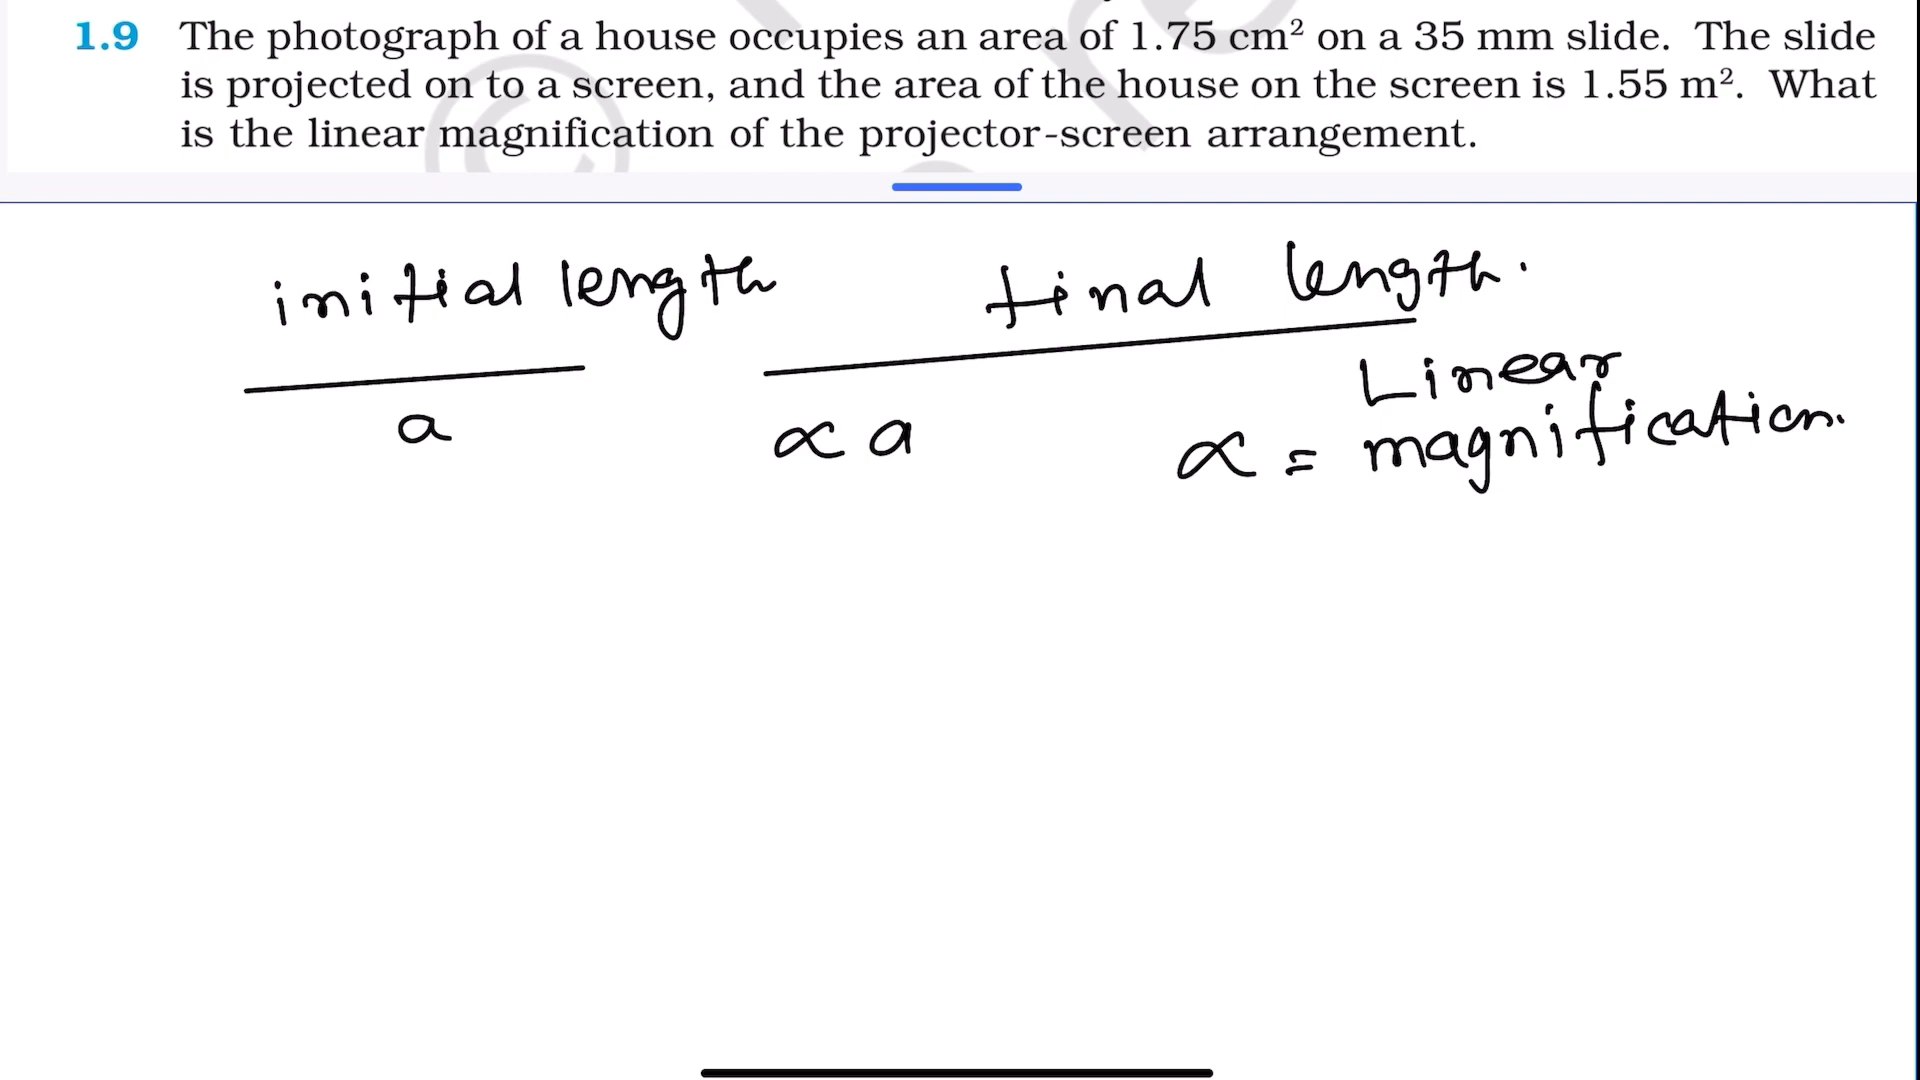 1.9 The photograph of a house occupies an area of 1.75 cm² on a 35 mm slide. The slide
is projected on to a screen, and the area of the house on the screen is 1.55 m². What
is the linear magnification of the projector-screen arrangement.
initial length final length.
a α a α = Linear
magnification.